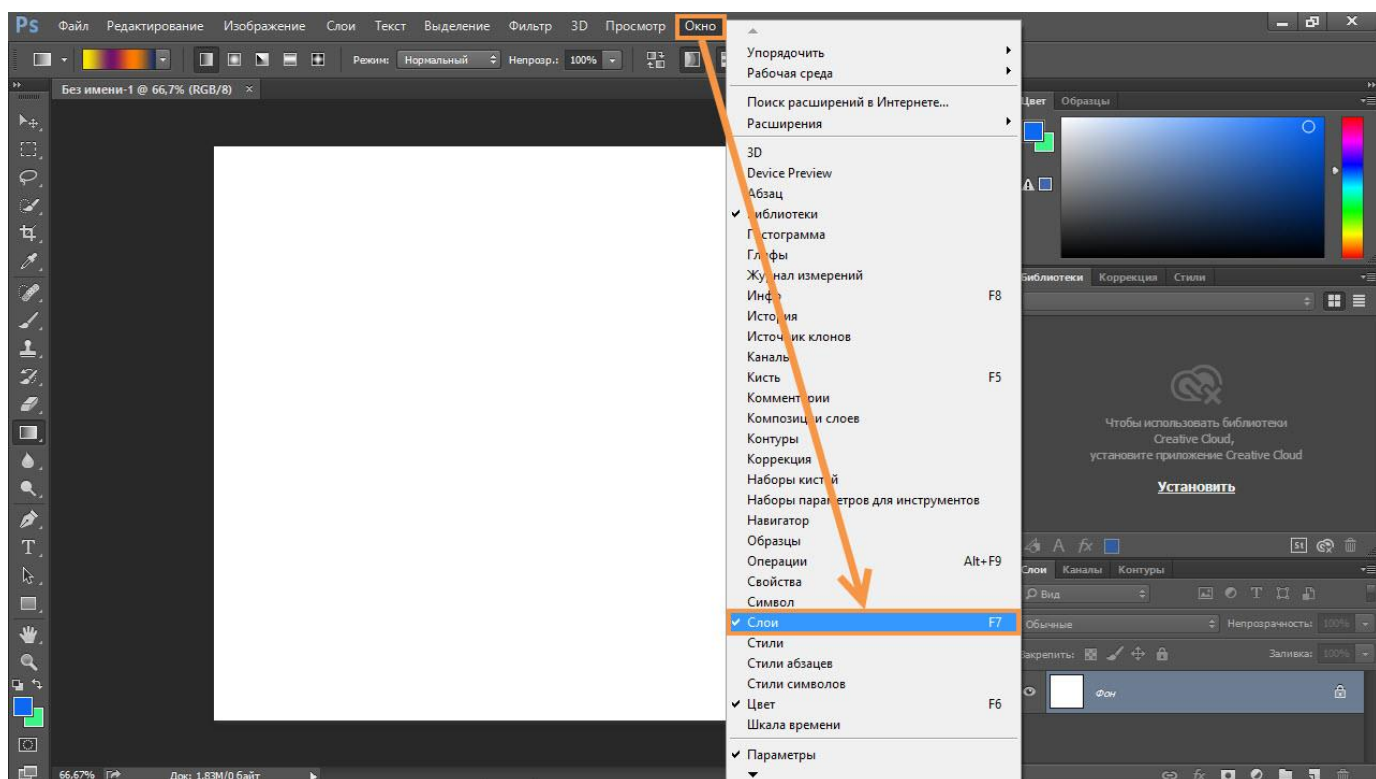 Ps Файл Редактирование Изображение Слои Текст Выделение Фильтр 3D Просмотр Окно
Режим: Нормальный Непрозр.: 100%
Без имени-1 @ 66,7% (RGB/8) ×
Упорядочить
Рабочая среда
Поиск расширений в Интернете...
Расширения
3D
Device Preview
Абзац
Библиотеки
Гистограмма
Глифы
Журнал измерений
Инфо F8
История
Источник клонов
Каналы
Кисть F5
Комментарии
Композиции слоев
Контуры
Коррекция
Наборы кистей
Наборы параметров для инструментов
Навигатор
Образцы
Операции Alt+F9
Свойства
Символ
Слои F7
Стили
Стили абзацев
Стили символов
Цвет F6
Шкала времени
Параметры
Цвет Образцы
Библиотеки Коррекция Стили
Чтобы использовать библиотеки
Creative Cloud,
установите приложение Creative Cloud
Установить
A fx St
Слои Каналы Контуры
Вид T
Обычные Непрозрачность: 100%
Закрепить: Заливка: 100%
Фон
fx
T
66,67% Док: 1,83M/0 байт